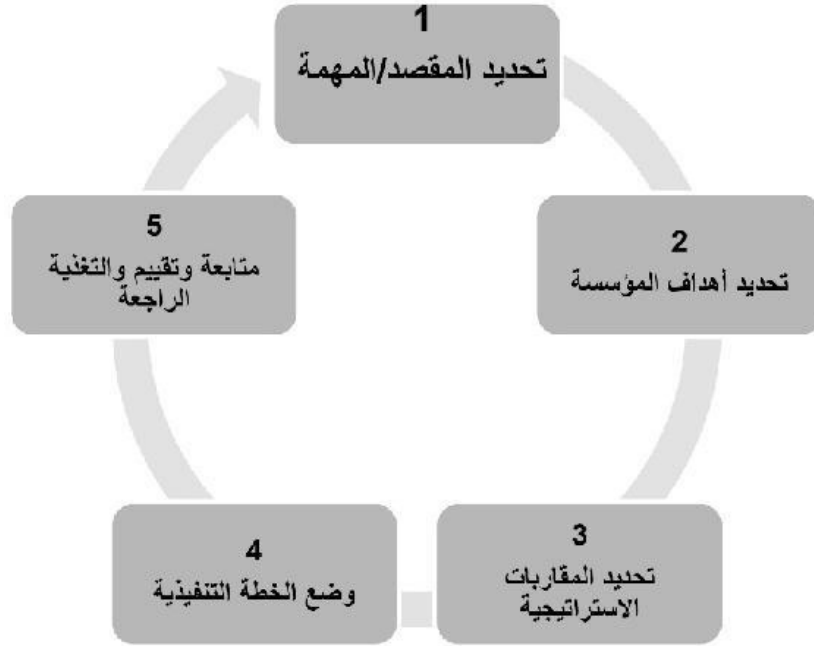 1
تحديد المقصد/المهمة
2
تحديد أهداف المؤسسة
3
تحديد المقاربات
الاستراتيجية
4
وضع الخطة التنفيذية
5
متابعة وتقييم والتغذية
الراجعة